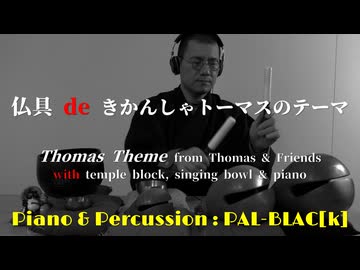 仏具 de きかんしゃトーマスのテーマ
Thomas Theme from Thomas & Friends
with temple block, singing bowl & piano
Piano & Percussion : PAL-BLAC[k]